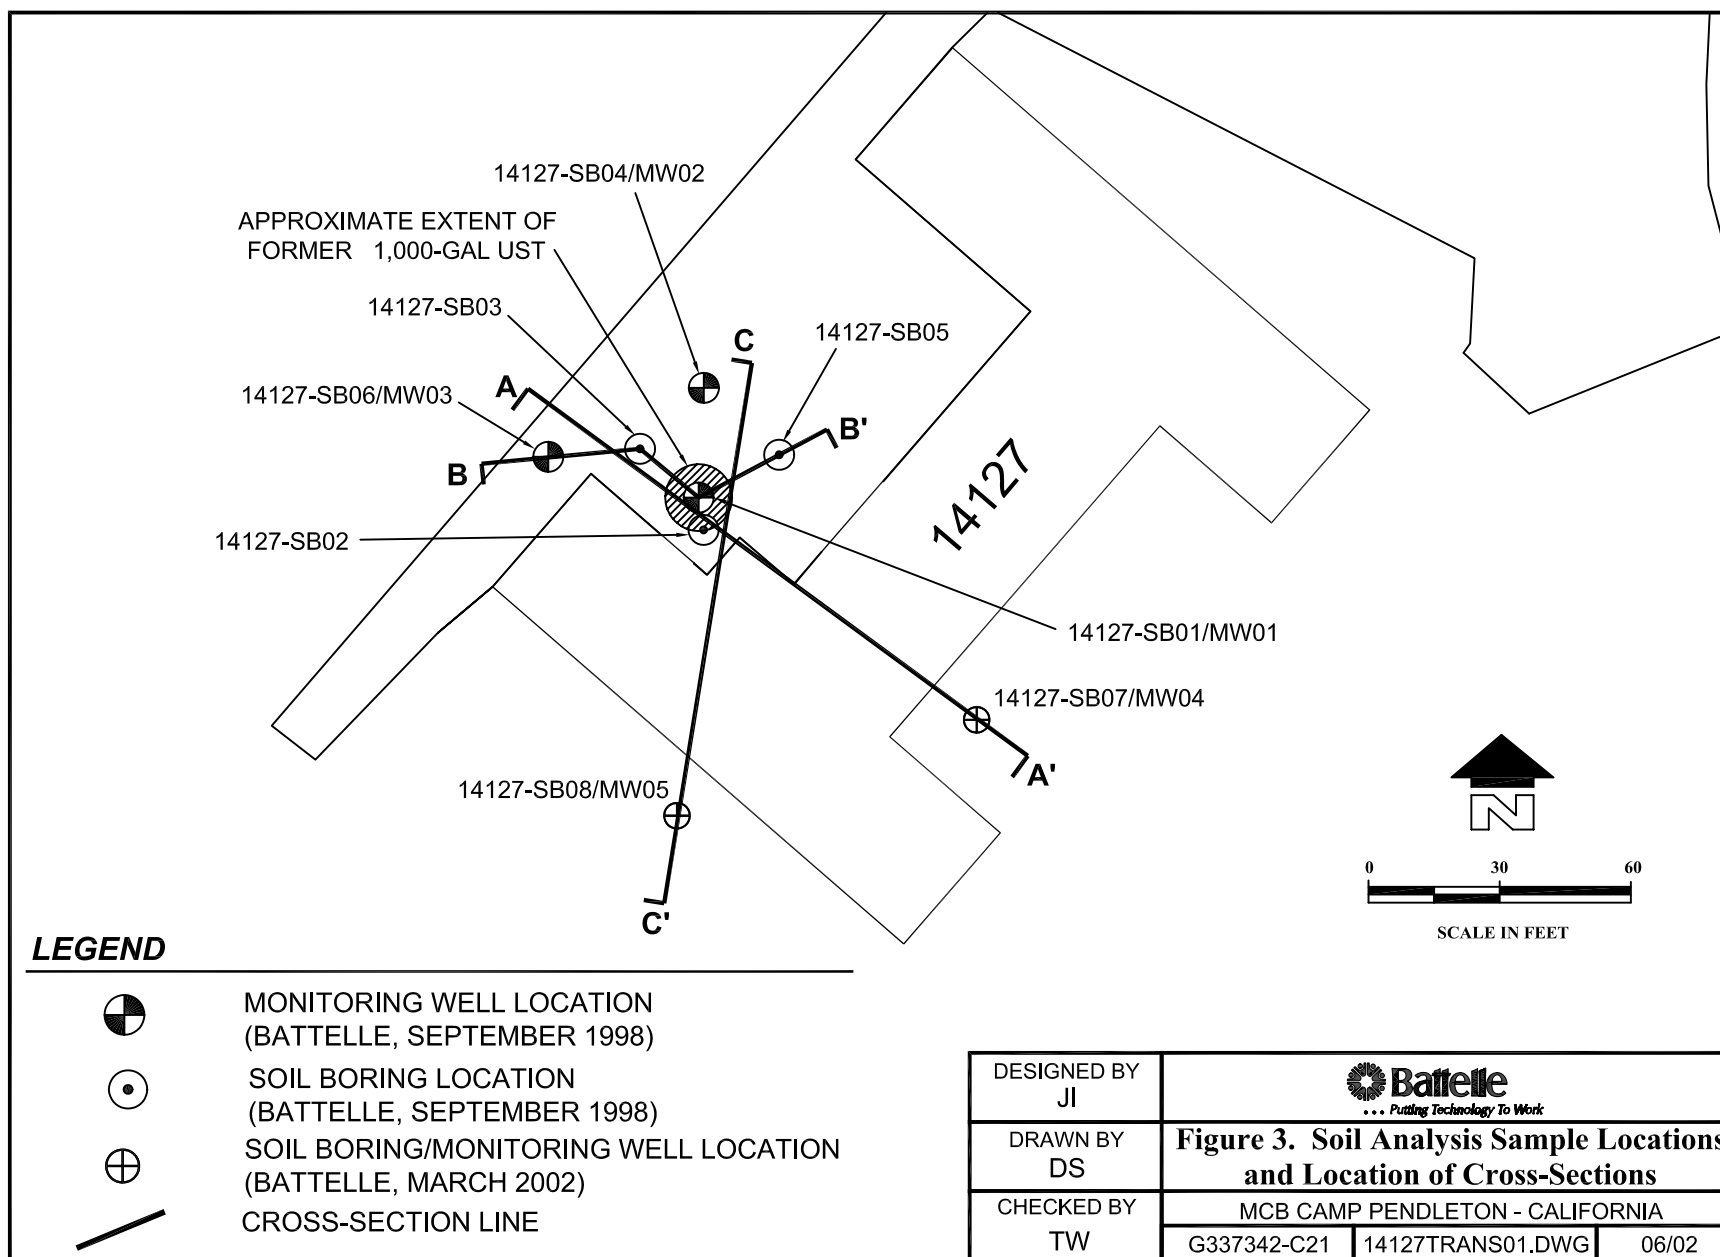 14127-SB04/MW02
APPROXIMATE EXTENT OF
FORMER 1,000-GAL UST
14127-SB03
C
14127-SB05
A
14127-SB06/MW03
B'
B
14127
14127-SB02
14127-SB01/MW01
14127-SB07/MW04
A'
14127-SB08/MW05
C'
N
0 30 60
SCALE IN FEET
LEGEND
MONITORING WELL LOCATION
(BATTELLE, SEPTEMBER 1998)
SOIL BORING LOCATION
(BATTELLE, SEPTEMBER 1998)
SOIL BORING/MONITORING WELL LOCATION
(BATTELLE, MARCH 2002)
CROSS-SECTION LINE
DESIGNED BY
JI
Battelle
... Putting Technology To Work
DRAWN BY
DS
Figure 3. Soil Analysis Sample Locations
and Location of Cross-Sections
CHECKED BY
TW
MCB CAMP PENDLETON - CALIFORNIA
G337342-C21 14127TRANS01.DWG 06/02